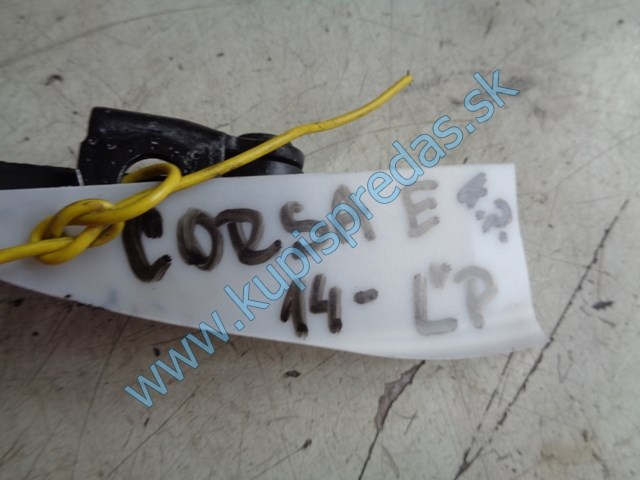 CORSA E
14- ĽP
www.kupispredas.sk